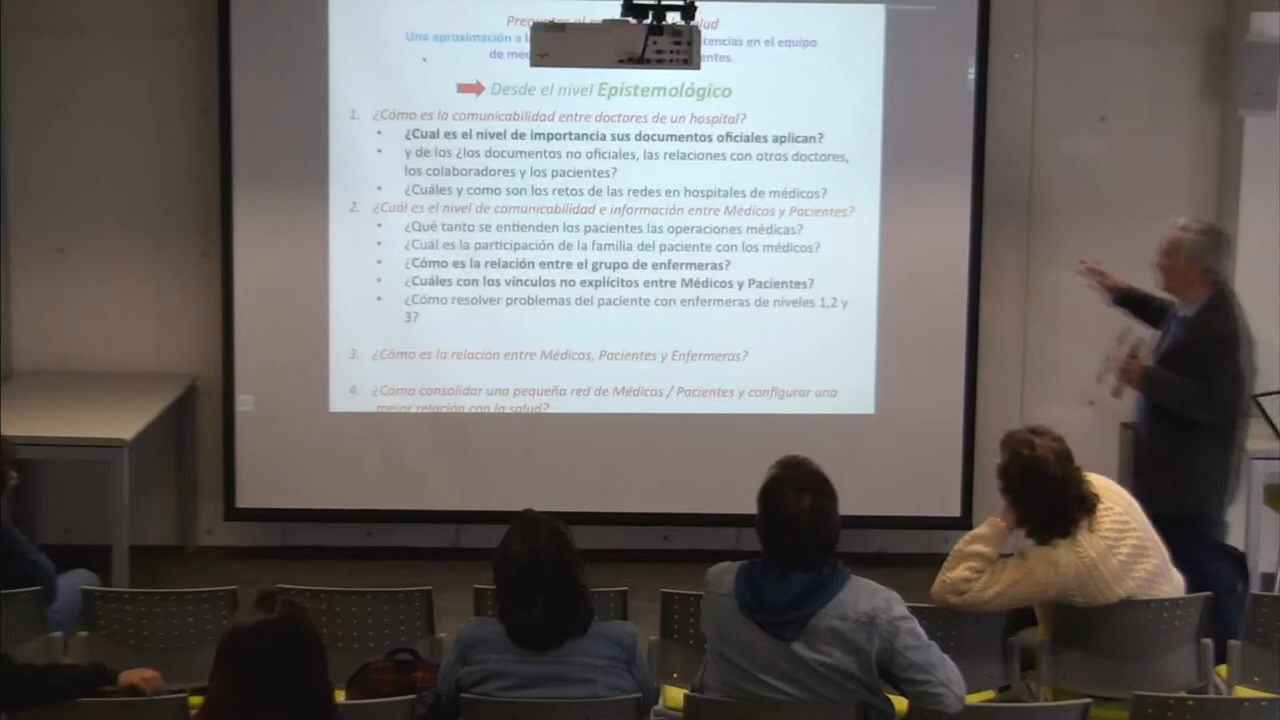 al lud
Una aproximación a tencias en el equipo
de entes.
Desde el nivel Epistemológico
1. ¿Cómo es la comunicabilidad entre doctores de un hospital?
• ¿Cual es el nivel de importancia sus documentos oficiales aplican?
• y de los ¿los documentos no oficiales, las relaciones con otros doctores,
los colaboradores y los pacientes?
• ¿Cuáles y como son los retos de las redes en hospitales de médicos?
2. ¿Cuál es el nivel de comunicabilidad e información entre Médicos y Pacientes?
• ¿Qué tanto se entienden los pacientes las operaciones médicas?
• ¿Cuál es la participación de la familia del paciente con los médicos?
• ¿Cómo es la relación entre el grupo de enfermeras?
• ¿Cuáles con los vínculos no explícitos entre Médicos y Pacientes?
• ¿Cómo resolver problemas del paciente con enfermeras de niveles 1,2 y
3?
3. ¿Cómo es la relación entre Médicos, Pacientes y Enfermeras?
4. ¿Cómo consolidar una pequeña red de Médicos / Pacientes y configurar una
mejor relación con la salud?